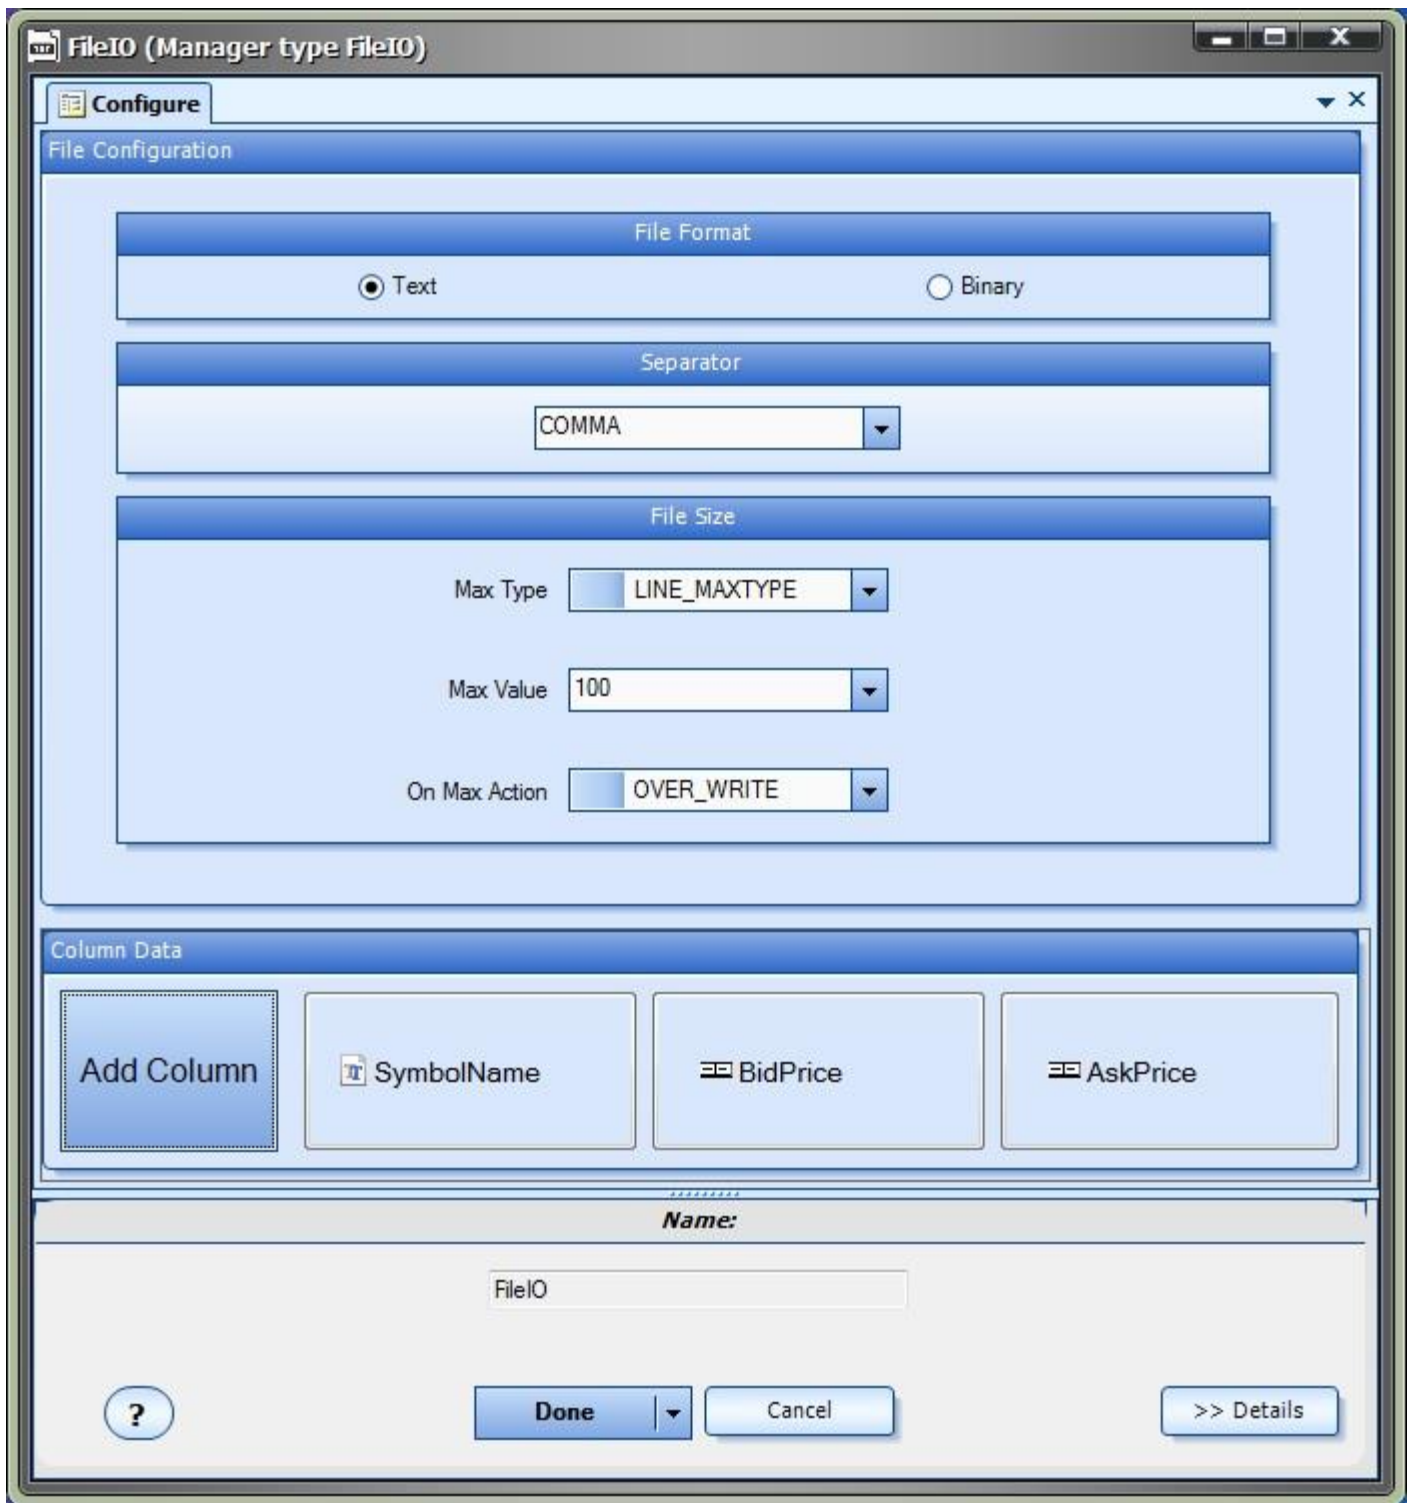 FileIO (Manager type FileIO)
Configure
File Configuration
File Format
Text Binary
Separator
COMMA
File Size
Max Type LINE_MAXTYPE
Max Value 100
On Max Action OVER_WRITE
Column Data
Add Column SymbolName BidPrice AskPrice
Name:
FileIO
? Done Cancel >> Details